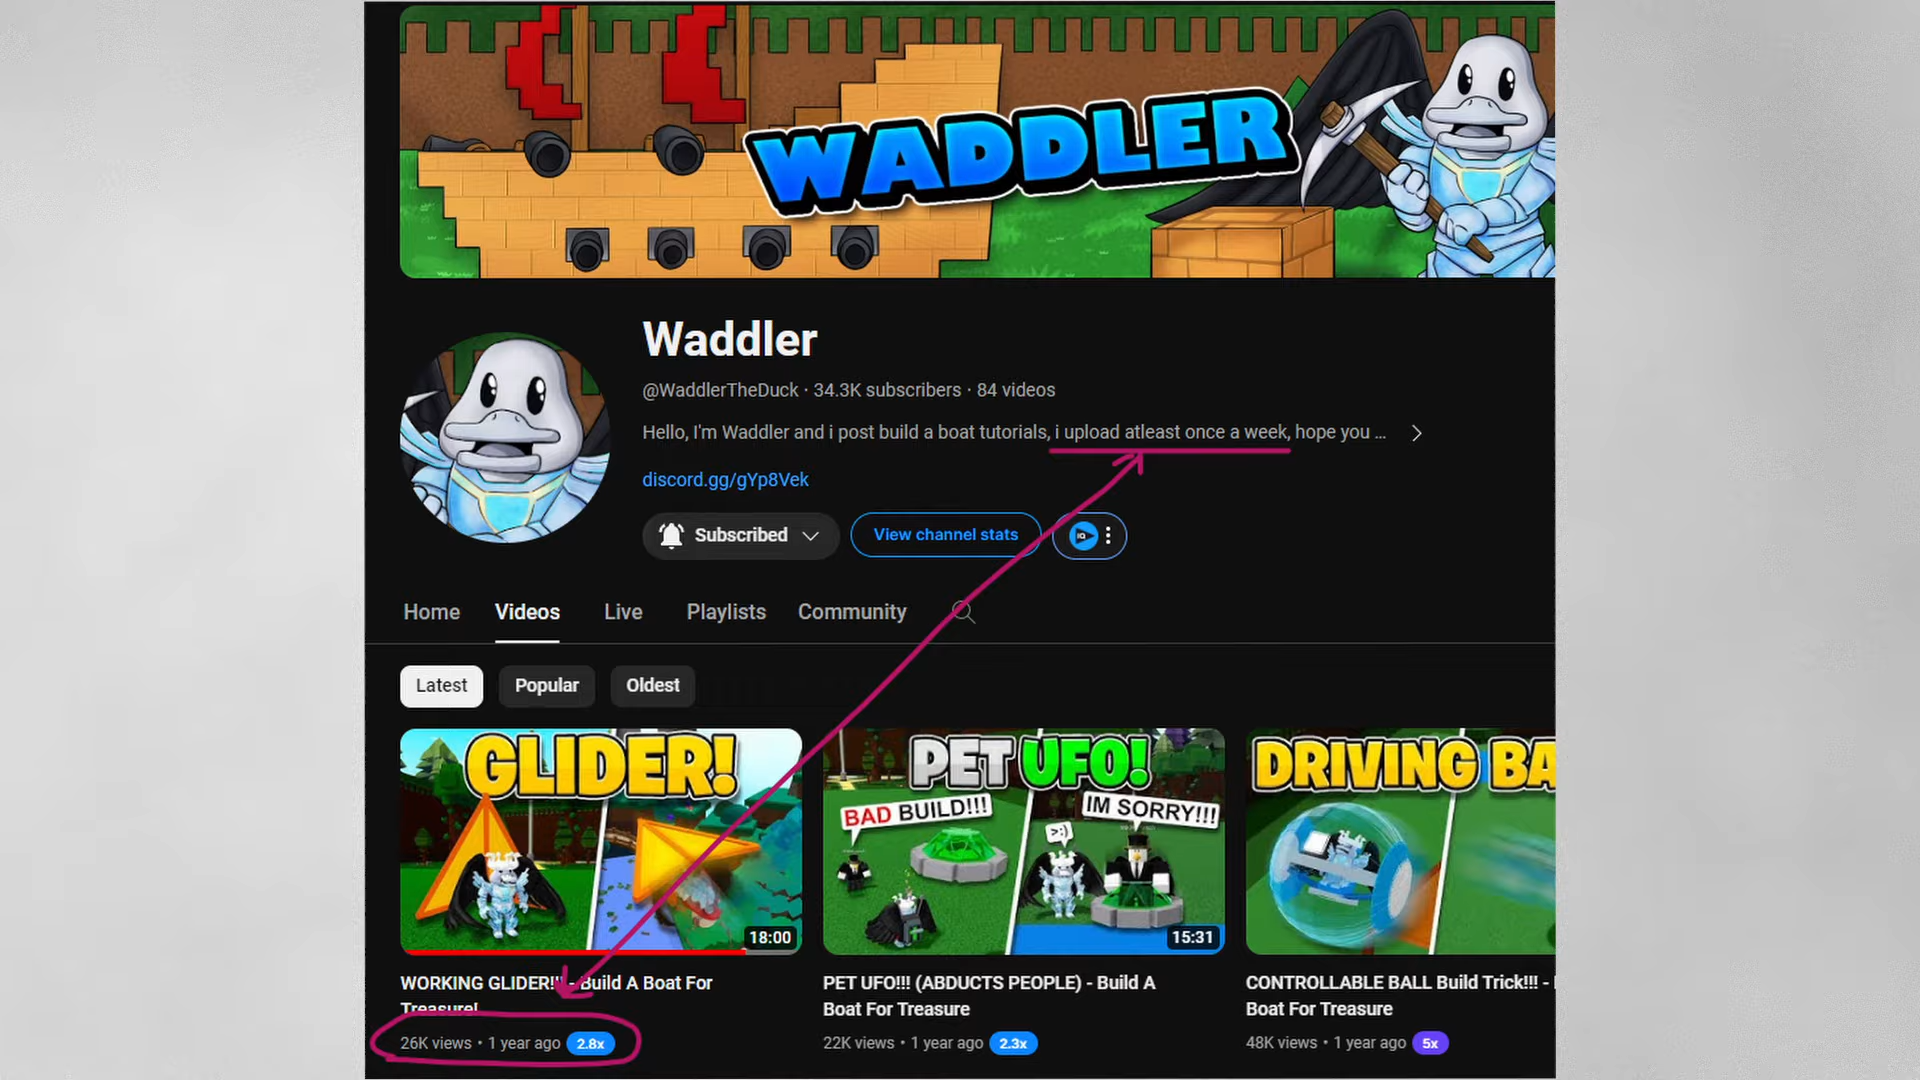 WADDLER
Waddler
@WaddlerTheDuck · 34.3K subscribers · 84 videos
Hello, I'm Waddler and i post build a boat tutorials, i upload atleast once a week, hope you ...
discord.gg/gYp8Vek
Subscribed
View channel stats
IQ
Home
Videos
Live
Playlists
Community
Latest
Popular
Oldest
GLIDER!
18:00
WORKING GLIDER!!! - Build A Boat For
Treasure!
26K views · 1 year ago
2.8x
PET UFO!
BAD BUILD!!!
IM SORRY!!!
>:)
15:31
PET UFO!!! (ABDUCTS PEOPLE) - Build A
Boat For Treasure
22K views · 1 year ago
2.3x
DRIVING BA
CONTROLLABLE BALL Build Trick!!! -
Boat For Treasure
48K views · 1 year ago
5x